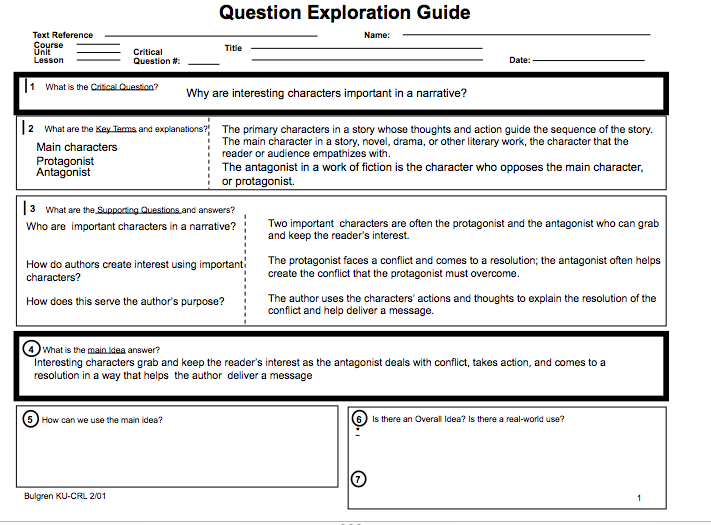 Question Exploration Guide
Text Reference
Name:
Course
Unit
Lesson
Critical
Question #:
Title
Date:
1 What is the Critical Question?
Why are interesting characters important in a narrative?
2 What are the Key Terms and explanations?
Main characters
Protagonist
Antagonist
The primary characters in a story whose thoughts and action guide the sequence of the story.
The main character in a story, novel, drama, or other literary work, the character that the
reader or audience empathizes with.
The antagonist in a work of fiction is the character who opposes the main character,
or protagonist.
3 What are the Supporting Questions and answers?
Who are important characters in a narrative?
Two important characters are often the protagonist and the antagonist who can grab
and keep the reader's interest.
How do authors create interest using important
characters?
The protagonist faces a conflict and comes to a resolution; the antagonist often helps
create the conflict that the protagonist must overcome.
How does this serve the author's purpose?
The author uses the characters' actions and thoughts to explain the resolution of the
conflict and help deliver a message.
4 What is the main Idea answer?
Interesting characters grab and keep the reader's interest as the antagonist deals with conflict, takes action, and comes to a
resolution in a way that helps the author deliver a message
5 How can we use the main idea?
6 Is there an Overall Idea? Is there a real-world use?
7
Bulgren KU-CRL 2/01
1